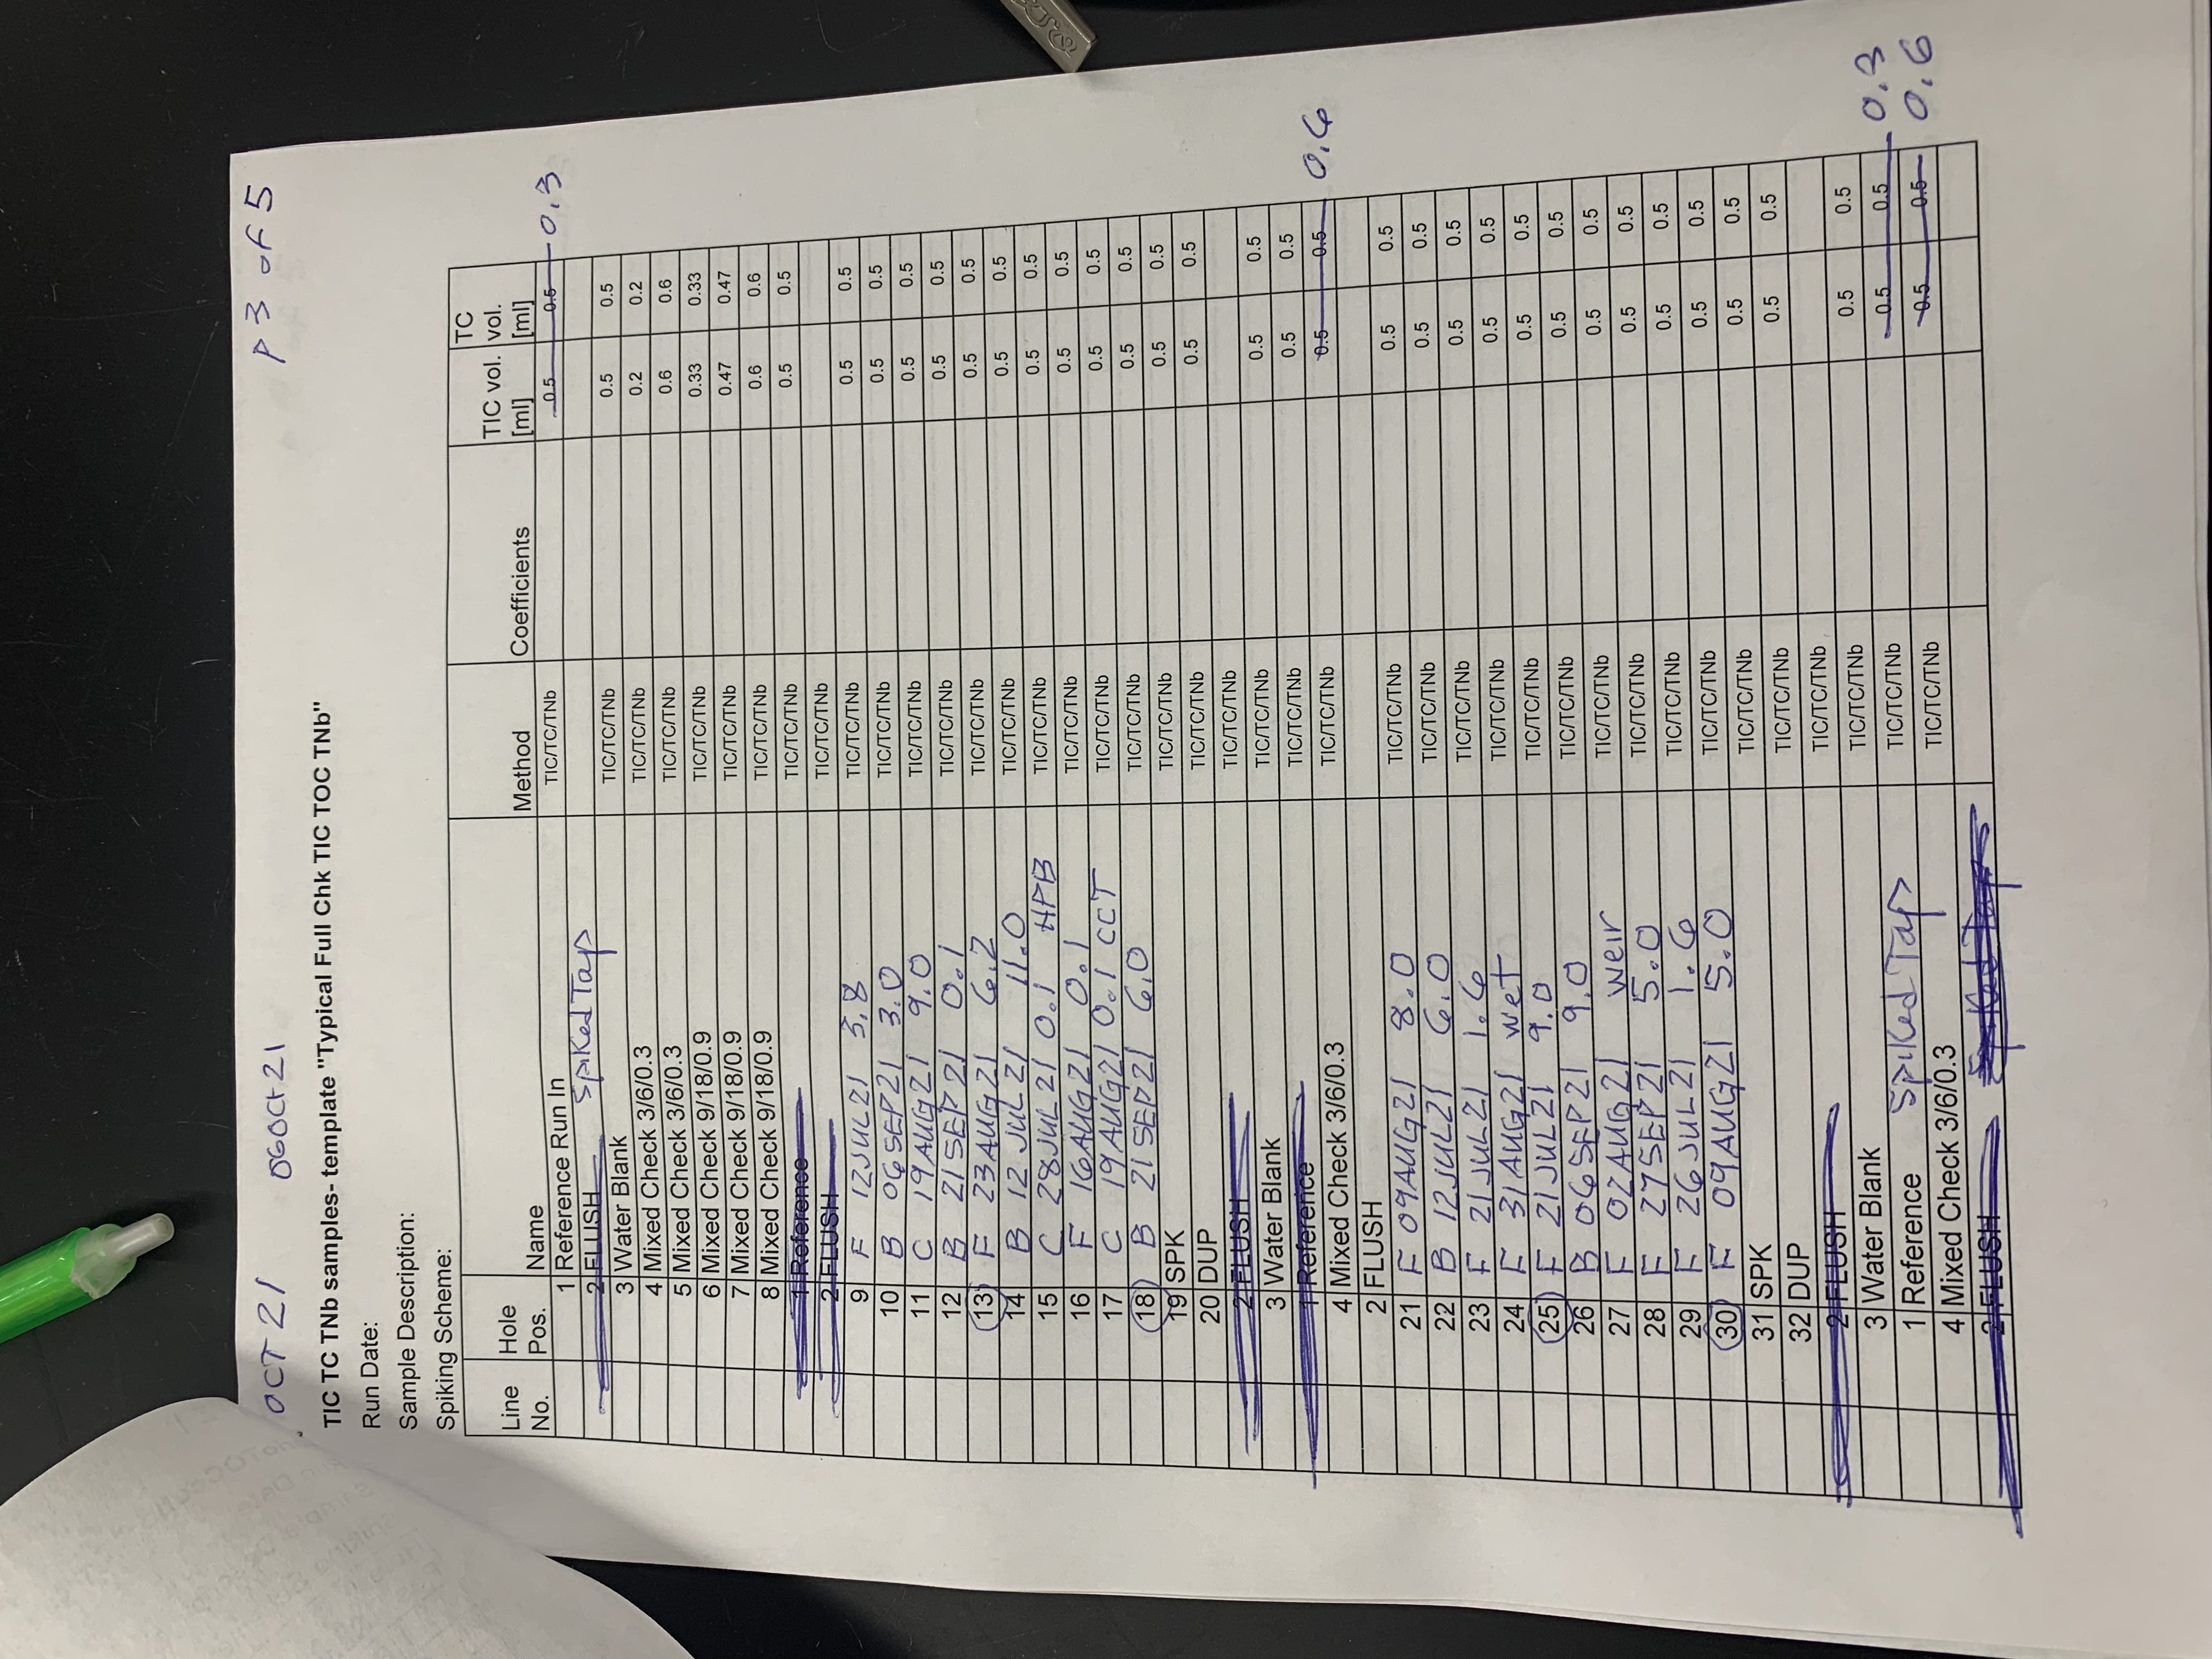 OCT 21 06Oct21 p 3 of 5
TIC TC TNb samples- template "Typical Full Chk TIC TOC TNb"
Run Date:
Sample Description:
Spiking Scheme:
Line No. Hole Pos. Name Method Coefficients TIC vol. [ml] TC vol. [ml]
1 Reference Run In TIC/TC/TNb 0.5 0.5 0.3
2 FLUSH Spiked Tap
3 Water Blank TIC/TC/TNb 0.5 0.5
4 Mixed Check 3/6/0.3 TIC/TC/TNb 0.2 0.2
5 Mixed Check 3/6/0.3 TIC/TC/TNb 0.6 0.6
6 Mixed Check 9/18/0.9 TIC/TC/TNb 0.33 0.33
7 Mixed Check 9/18/0.9 TIC/TC/TNb 0.47 0.47
8 Mixed Check 9/18/0.9 TIC/TC/TNb 0.6 0.6
1 Reference TIC/TC/TNb 0.5 0.5
2 FLUSH TIC/TC/TNb
9 F 12JUL21 3.8 TIC/TC/TNb 0.5 0.5
10 B 06SEP21 3.0 TIC/TC/TNb 0.5 0.5
11 C 19AUG21 9.0 TIC/TC/TNb 0.5 0.5
12 B 21SEP21 0.1 TIC/TC/TNb 0.5 0.5
13 F 23AUG21 6.2 TIC/TC/TNb 0.5 0.5
14 B 12JUL21 11.0 TIC/TC/TNb 0.5 0.5
15 C 28JUL21 0.1 HPB TIC/TC/TNb 0.5 0.5
16 F 16AUG21 0.1 TIC/TC/TNb 0.5 0.5
17 C 19AUG21 0.1 CCT TIC/TC/TNb 0.5 0.5
18 B 21SEP21 6.0 TIC/TC/TNb 0.5 0.5
19 SPK TIC/TC/TNb 0.5 0.5
20 DUP TIC/TC/TNb 0.5 0.5
2 FLUSH TIC/TC/TNb
3 Water Blank TIC/TC/TNb 0.5 0.5
1 Reference TIC/TC/TNb 0.5 0.5
4 Mixed Check 3/6/0.3 TIC/TC/TNb 0.5 0.5 0.6
2 FLUSH
21 F 09AUG21 8.0 TIC/TC/TNb 0.5 0.5
22 B 12JUL21 6.0 TIC/TC/TNb 0.5 0.5
23 F 21JUL21 1.6 TIC/TC/TNb 0.5 0.5
24 F 31AUG21 wet TIC/TC/TNb 0.5 0.5
25 F 21JUL21 9.0 TIC/TC/TNb 0.5 0.5
26 B 06SEP21 9.0 TIC/TC/TNb 0.5 0.5
27 F 02AUG21 weir TIC/TC/TNb 0.5 0.5
28 F 27SEP21 5.0 TIC/TC/TNb 0.5 0.5
29 F 26JUL21 1.6 TIC/TC/TNb 0.5 0.5
30 F 09AUG21 5.0 TIC/TC/TNb 0.5 0.5
31 SPK TIC/TC/TNb 0.5 0.5
32 DUP TIC/TC/TNb 0.5 0.5
2 FLUSH TIC/TC/TNb
3 Water Blank TIC/TC/TNb 0.5 0.5
1 Reference Spiked Tap TIC/TC/TNb 0.5 0.5 0.3
4 Mixed Check 3/6/0.3 TIC/TC/TNb 0.5 0.5 0.6
2 FLUSH Spiked Tap